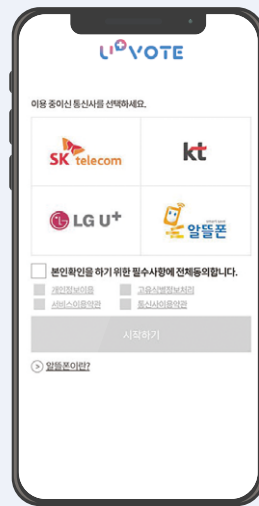 U+VOTE
이용 중이신 통신사를 선택하세요.
SK telecom
kt
LG U+
알뜰폰
본인확인을 하기 위한 필수사항에 전체동의합니다.
개인정보이용
고유식별정보처리
서비스이용약관
통신사이용약관
시작하기
알뜰폰이란?